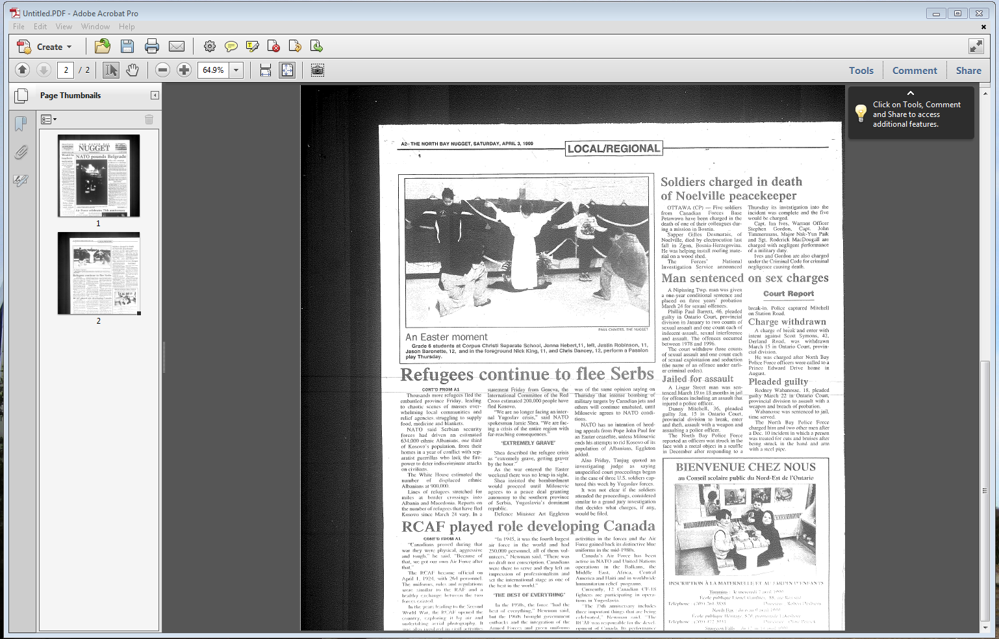 Untitled.PDF - Adobe Acrobat Pro
File Edit View Window Help
Create
2 / 2
64.9%
Tools Comment Share
Page Thumbnails
1
2
Click on Tools, Comment
and Share to access
additional features.
A2– THE NORTH BAY NUGGET, SATURDAY, APRIL 3, 1999
LOCAL/REGIONAL
PAUL CHIVERS, THE NUGGET
An Easter moment
Grade 6 students at Corpus Christi Separate School, Jenna Hebert,11, left, Justin Robinson, 11,
Jason Baronette, 12, and in the foreground Nick King, 11, and Chris Dancey, 12, perform a Passion
play Thursday.
Refugees continue to flee Serbs
CONT'D FROM A1
Thousands more refugees fled the
embattled province Friday, leading
to chaotic scenes of masses over-
whelming local communities and
relief agencies struggling to supply
food, medicine and blankets.
NATO said Serbian security
forces had driven an estimated
634,000 ethnic Albanians, one third
of Kosovo's population, from their
homes in a year of conflict with sep-
aratist guerrillas who lack the fire-
power to deter indiscriminate attacks
on civilians.
The White House estimated the
number of displaced ethnic
Albanians at 900,000.
Lines of refugees stretched for
miles at border crossings into
Albania and Macedonia. Reports on
the number of refugees that have fled
Kosovo since March 24 vary. In a
statement Friday from Geneva, the
International Committee of the Red
Cross estimated 200,000 people have
fled Kosovo.
"We are no longer facing an inter-
nal Yugoslav crisis," said NATO
spokesman Jamie Shea. "We are fac-
ing a crisis of the entire region with
far-reaching consequences."
'EXTREMELY GRAVE'
Shea described the refugee crisis
as "extremely grave, getting graver
by the hour."
As the war entered the Easter
weekend there was no letup in sight.
Shea insisted the bombardment
would proceed until Milosevic
agrees to a peace deal granting
autonomy to the southern province
of Serbia, Yugoslavia's dominant
republic.
Defence Minister Art Eggleton
was of the same opinion saying on
Thursday that intense bombing of
military targets by Canadian jets and
others will continue unabated, until
Milosevic agrees to NATO condi-
tions.
NATO has no intention of heed-
ing appeals from Pope John Paul for
an Easter ceasefire, unless Milosevic
ends his attempts to rid Kosovo of its
population of Albanians, Eggleton
added.
Also Friday, Tanjug quoted an
investigating judge as saying
unspecified court proceedings began
in the case of three U.S. soldiers cap-
tured this week by Yugoslav forces.
It was not clear if the soldiers
attended the proceedings, considered
similar to a grand jury investigation
that decides what charges, if any,
would be filed.
RCAF played role developing Canada
CONT'D FROM A1
"Canadians proved during that
war they were physical, aggressive
and tough," he said. "Because of
that, we got our own Air Force after
that."
The RCAF became official on
April 1, 1924, with 264 personnel.
The uniforms, rules and regulations
were similar to the RAF and a
healthy exchange between the two
forces existed.
In the years leading to the Second
World War, the RCAF opened the
country, exploring it by air and
undertaking aerial photography. It
was also involved in civil activities
"In 1945, it was the fourth largest
air force in the world and had
250,000 personnel, all of them vol-
unteers," Newman said. "There was
no draft nor conscription. Canadians
were there to serve and they left an
impression of professionalism and
set the international stage as one of
the best in the world."
'THE BEST OF EVERYTHING'
In the 1950s, the force "had the
best of everything," Newman said,
but the 1960s brought government
cutbacks and the integration of the
Armed Forces and green uniforms
activities in the forces and the Air
Force gained back its distinctive blue
uniforms in the mid-1980s.
Canada's Air Force has been
active in NATO and United Nations
operations in the Balkans, the
Middle East, Africa, Central
America and Haiti and in worldwide
humanitarian relief programs.
Currently, 12 Canadian CF-18
fighters are participating in opera-
tions in Yugoslavia.
"The 75th anniversary includes
three important things that are being
celebrated," Newman said. "The
RCAF was responsible for the devel-
opment of Canada. Its performance
Soldiers charged in death
of Noelville peacekeeper
OTTAWA (CP) — Five soldiers
from Canadian Forces Base
Petawawa have been charged in the
death of one of their colleagues dur-
ing a mission in Bosnia.
Sapper Gilles Desmarais, of
Noelville, died by electrocution last
fall in Zgon, Bosnia-Herzegovina.
He was helping install roofing mate-
rial on a wood shed.
The Forces' National
Investigation Service announced
Thursday its investigation into the
incident was complete and the five
would be charged.
Capt. Ian Ives, Warrant Officer
Stephen Gordon, Capt. John
Timmermans, Major Nak-Yun Paik
and Sgt. Roderick MacDougall are
charged with negligent performance
of a military duty.
Ives and Gordon are also charged
under the Criminal Code for criminal
negligence causing death.
Man sentenced on sex charges
A Nipissing Twp. man was given
a one-year conditional sentence and
placed on three years' probation
March 24 for sexual offences.
Phillip Paul Barrett, 46, pleaded
guilty in Ontario Court, provincial
division in January to two counts of
sexual assault and one count each of
indecent assault, sexual interference
and assault. The offences occurred
between 1978 and 1996.
The court withdrew three counts
of sexual assault and one count each
of sexual exploitation and seduction
(the name of an offence under earli-
er criminal codes).
Jailed for assault
A Lisgar Street man was sen-
tenced March 19 to 18 months in jail
for offences including an assault that
injured a police officer.
Danny Mitchell, 36, pleaded
guilty Jan. 15 in Ontario Court,
provincial division to break, enter
and theft, assault with a weapon and
assaulting a police officer.
The North Bay Police Force
reported an officers was struck in the
face with a metal object in a scuffle
in December after responding to a
Court Report
break-in. Police captured Mitchell
on Station Road.
Charge withdrawn
A charge of break and enter with
intent against Scott Symons, 42,
Derland Road, was withdrawn
March 15 in Ontario Court, provin-
cial division.
He was charged after North Bay
Police Force officers were called to a
Prince Edward Drive home in
August.
Pleaded guilty
Rodney Wabanosse, 18, pleaded
guilty March 22 in Ontario Court,
provincial division to assault with a
weapon and breach of probation.
Wabanosse was sentenced to jail,
time served.
The North Bay Police Force
charged him and two other men after
a Dec. 10 incident in which a person
was treated for cuts and bruises after
being struck in the hand and arm
with a steel pipe.
BIENVENUE CHEZ NOUS
au Conseil scolaire public du Nord-Est de l'Ontario
INSCRIPTION À LA MATERNELLE ET AU JARDIN D'ENFANTS
THE NORTH BAY
NUGGET
NATO pounds Belgrade
Air Force celebrates 75th anniversary